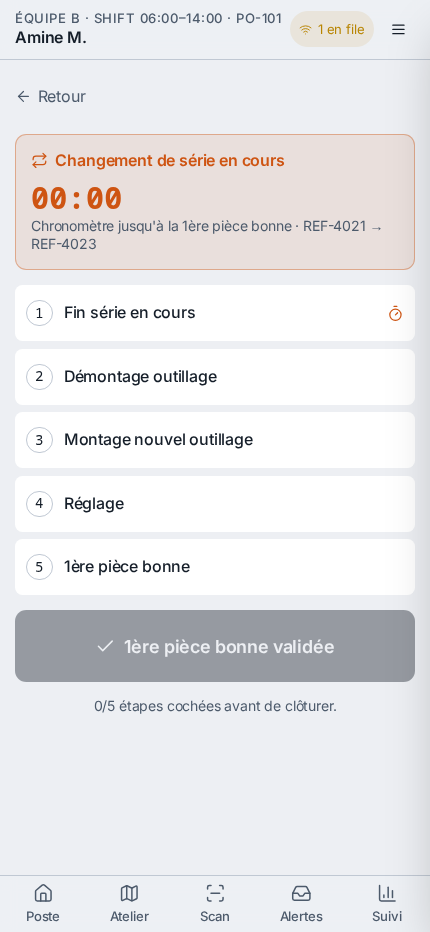 ÉQUIPE B · SHIFT 06:00–14:00 · PO-101
Amine M.
1 en file
Retour
Changement de série en cours
00:00
Chronomètre jusqu'à la 1ère pièce bonne · REF-4021 →
REF-4023
1 Fin série en cours
2 Démontage outillage
3 Montage nouvel outillage
4 Réglage
5 1ère pièce bonne
1ère pièce bonne validée
0/5 étapes cochées avant de clôturer.
Poste Atelier Scan Alertes Suivi